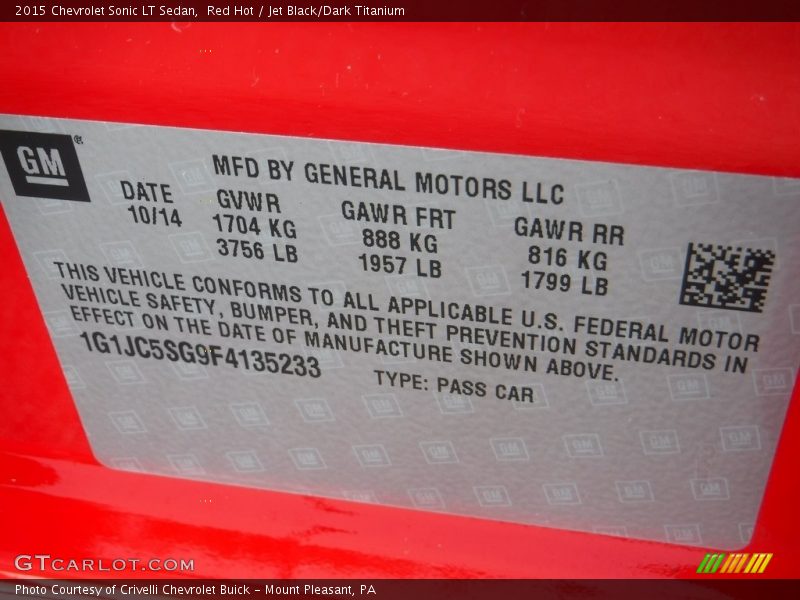 2015 Chevrolet Sonic LT Sedan, Red Hot / Jet Black/Dark Titanium
GM®
MFD BY GENERAL MOTORS LLC
DATE GVWR GAWR FRT GAWR RR
10/14 1704 KG 888 KG 816 KG
3756 LB 1957 LB 1799 LB
THIS VEHICLE CONFORMS TO ALL APPLICABLE U.S. FEDERAL MOTOR
VEHICLE SAFETY, BUMPER, AND THEFT PREVENTION STANDARDS IN
EFFECT ON THE DATE OF MANUFACTURE SHOWN ABOVE.
1G1JC5SG9F4135233 TYPE: PASS CAR
GTCARLOT.COM
Photo Courtesy of Crivelli Chevrolet Buick - Mount Pleasant, PA